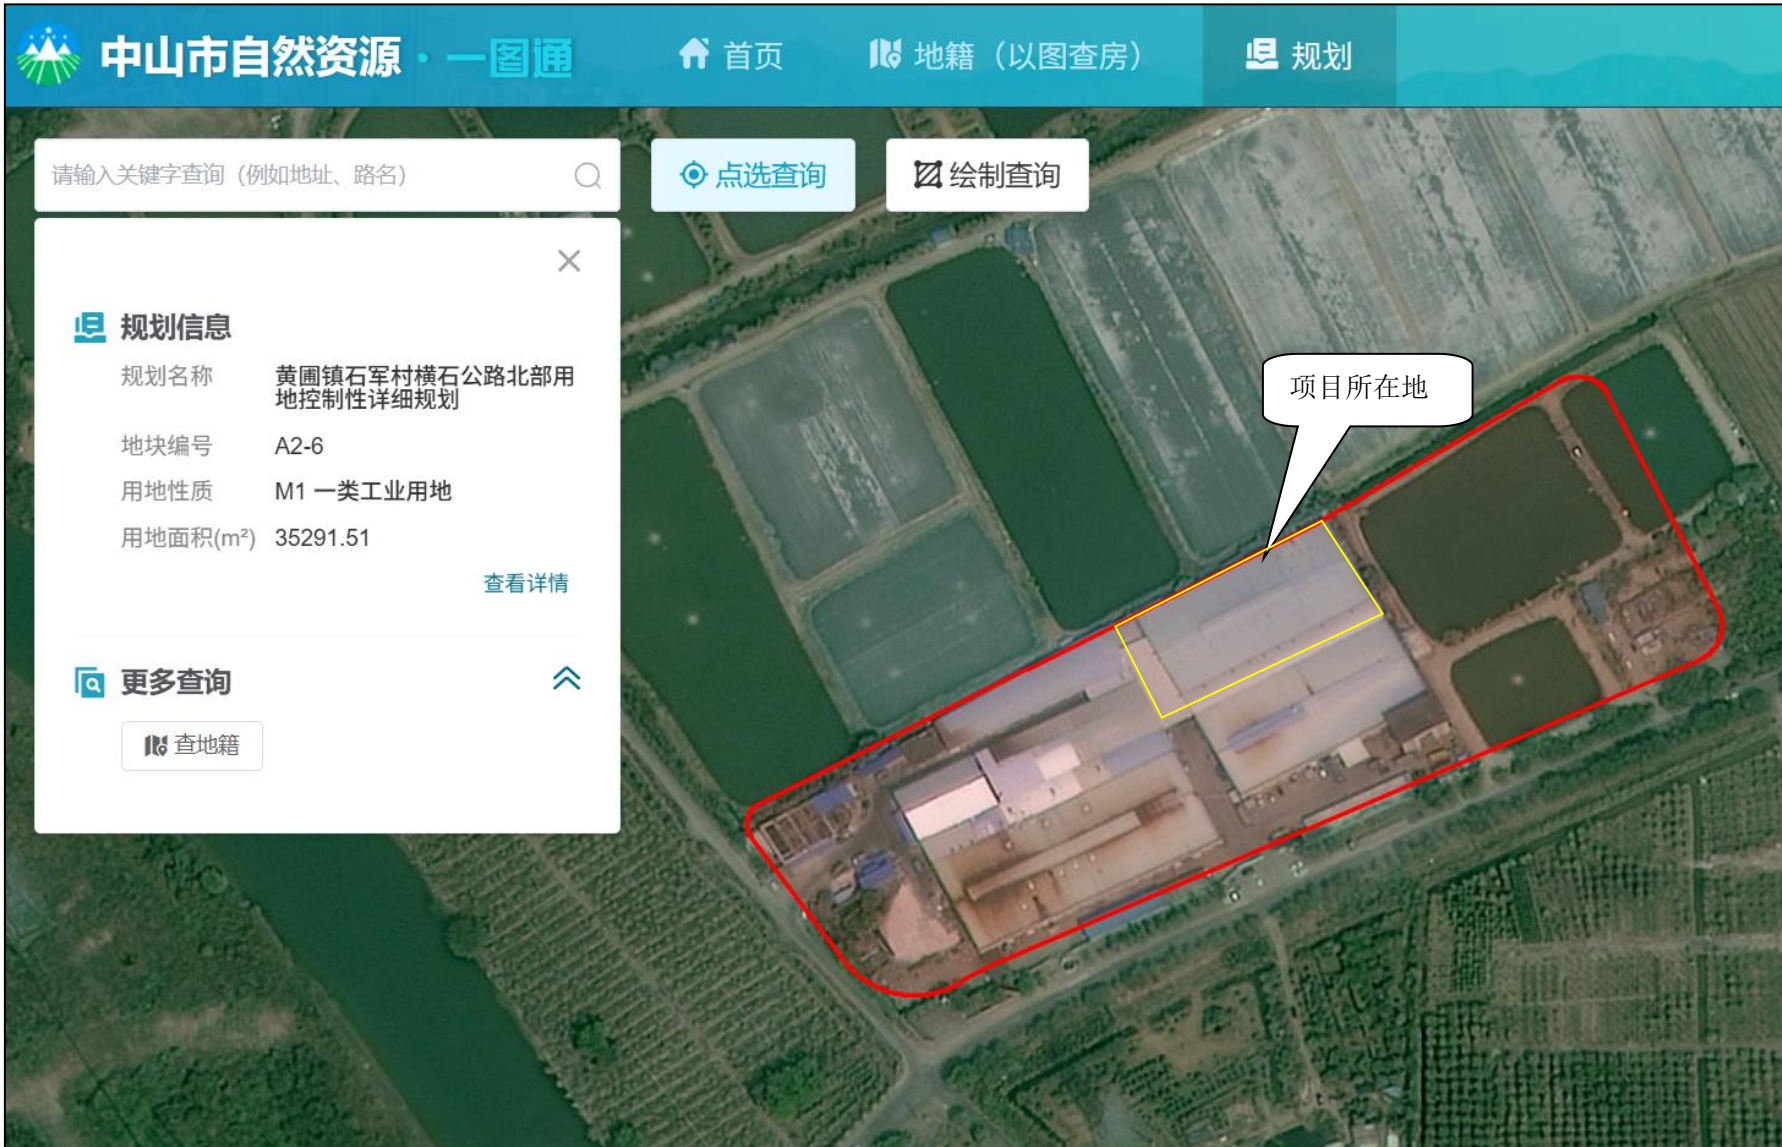 中山市自然资源·一图通
首页
地籍（以图查房）
规划
请输入关键字查询（例如地址、路名）
点选查询
绘制查询
规划信息
规划名称 黄圃镇石军村横石公路北部用
地控制性详细规划
地块编号 A2-6
用地性质 M1 一类工业用地
用地面积(m²) 35291.51
查看详情
更多查询
查地籍
项目所在地